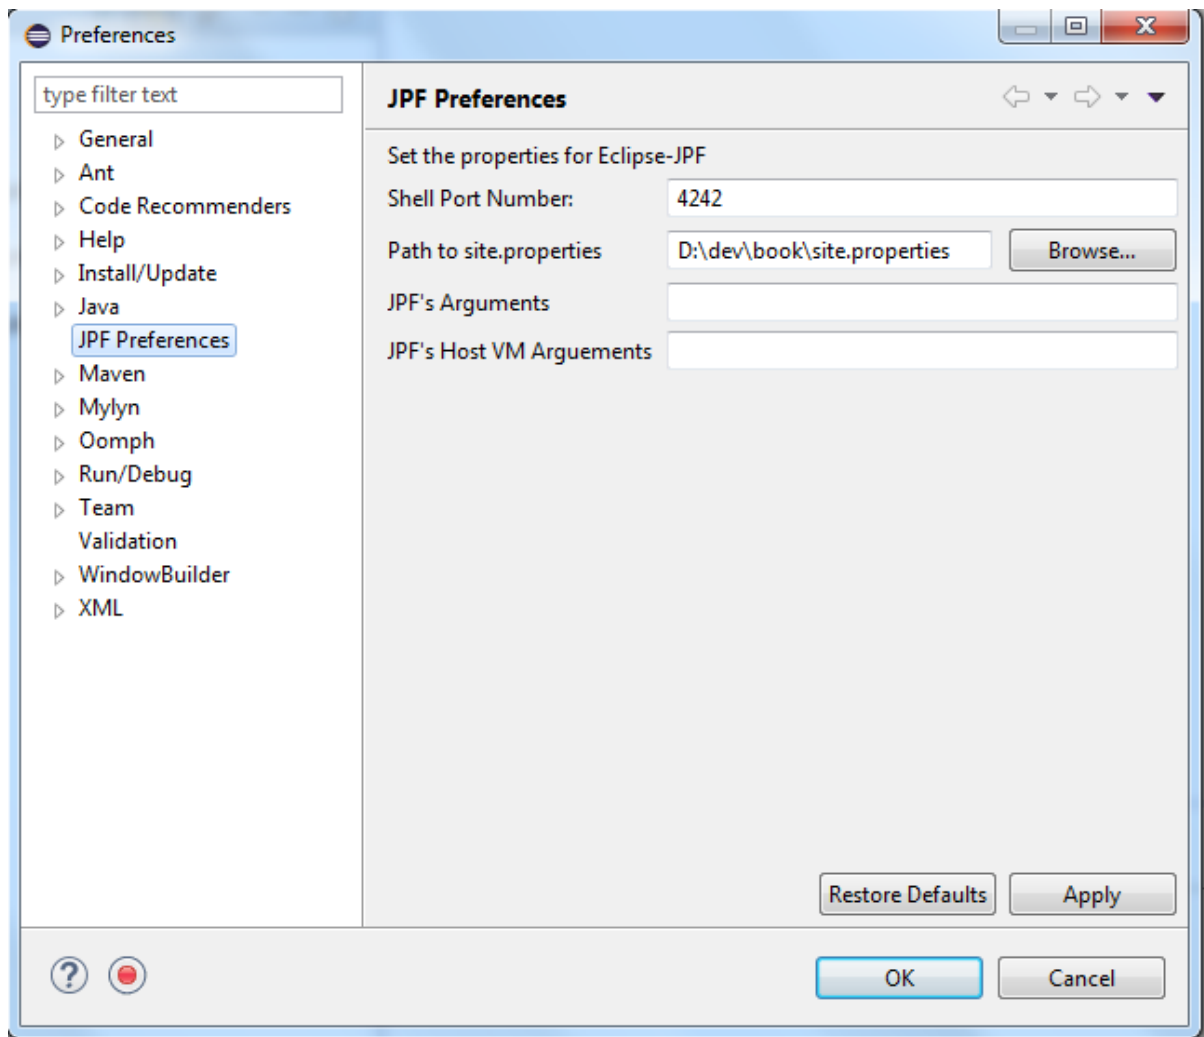 Preferences
type filter text
JPF Preferences
General
Ant
Code Recommenders
Help
Install/Update
Java
JPF Preferences
Maven
Mylyn
Oomph
Run/Debug
Team
Validation
WindowBuilder
XML
Set the properties for Eclipse-JPF
Shell Port Number: 4242
Path to site.properties D:\dev\book\site.properties Browse...
JPF's Arguments
JPF's Host VM Arguements
Restore Defaults Apply
? OK Cancel